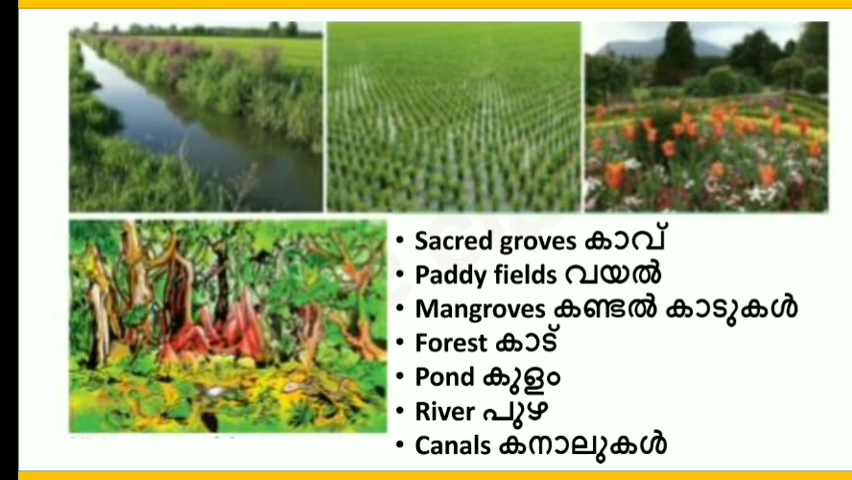 • Sacred groves കാവ്
• Paddy fields വയൽ
• Mangroves കണ്ടൽ കാടുകൾ
• Forest കാട്
• Pond കുളം
• River പുഴ
• Canals കനാലുകൾ